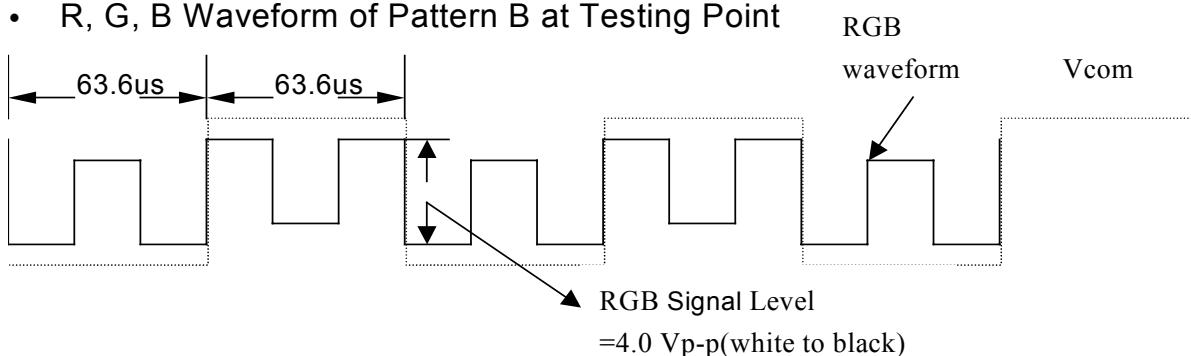 • R, G, B Waveform of Pattern B at Testing Point
RGB
waveform
Vcom
63.6us
63.6us
RGB Signal Level
=4.0 Vp-p(white to black)